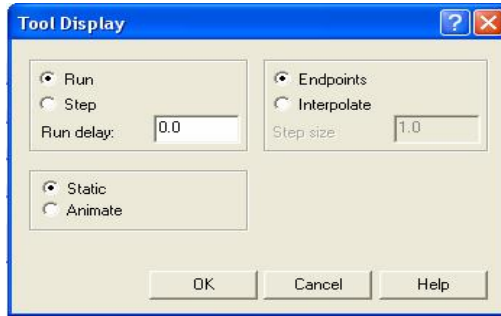 Tool Display
Run
Step
Run delay: 0.0
Endpoints
Interpolate
Step size 1.0
Static
Animate
OK Cancel Help